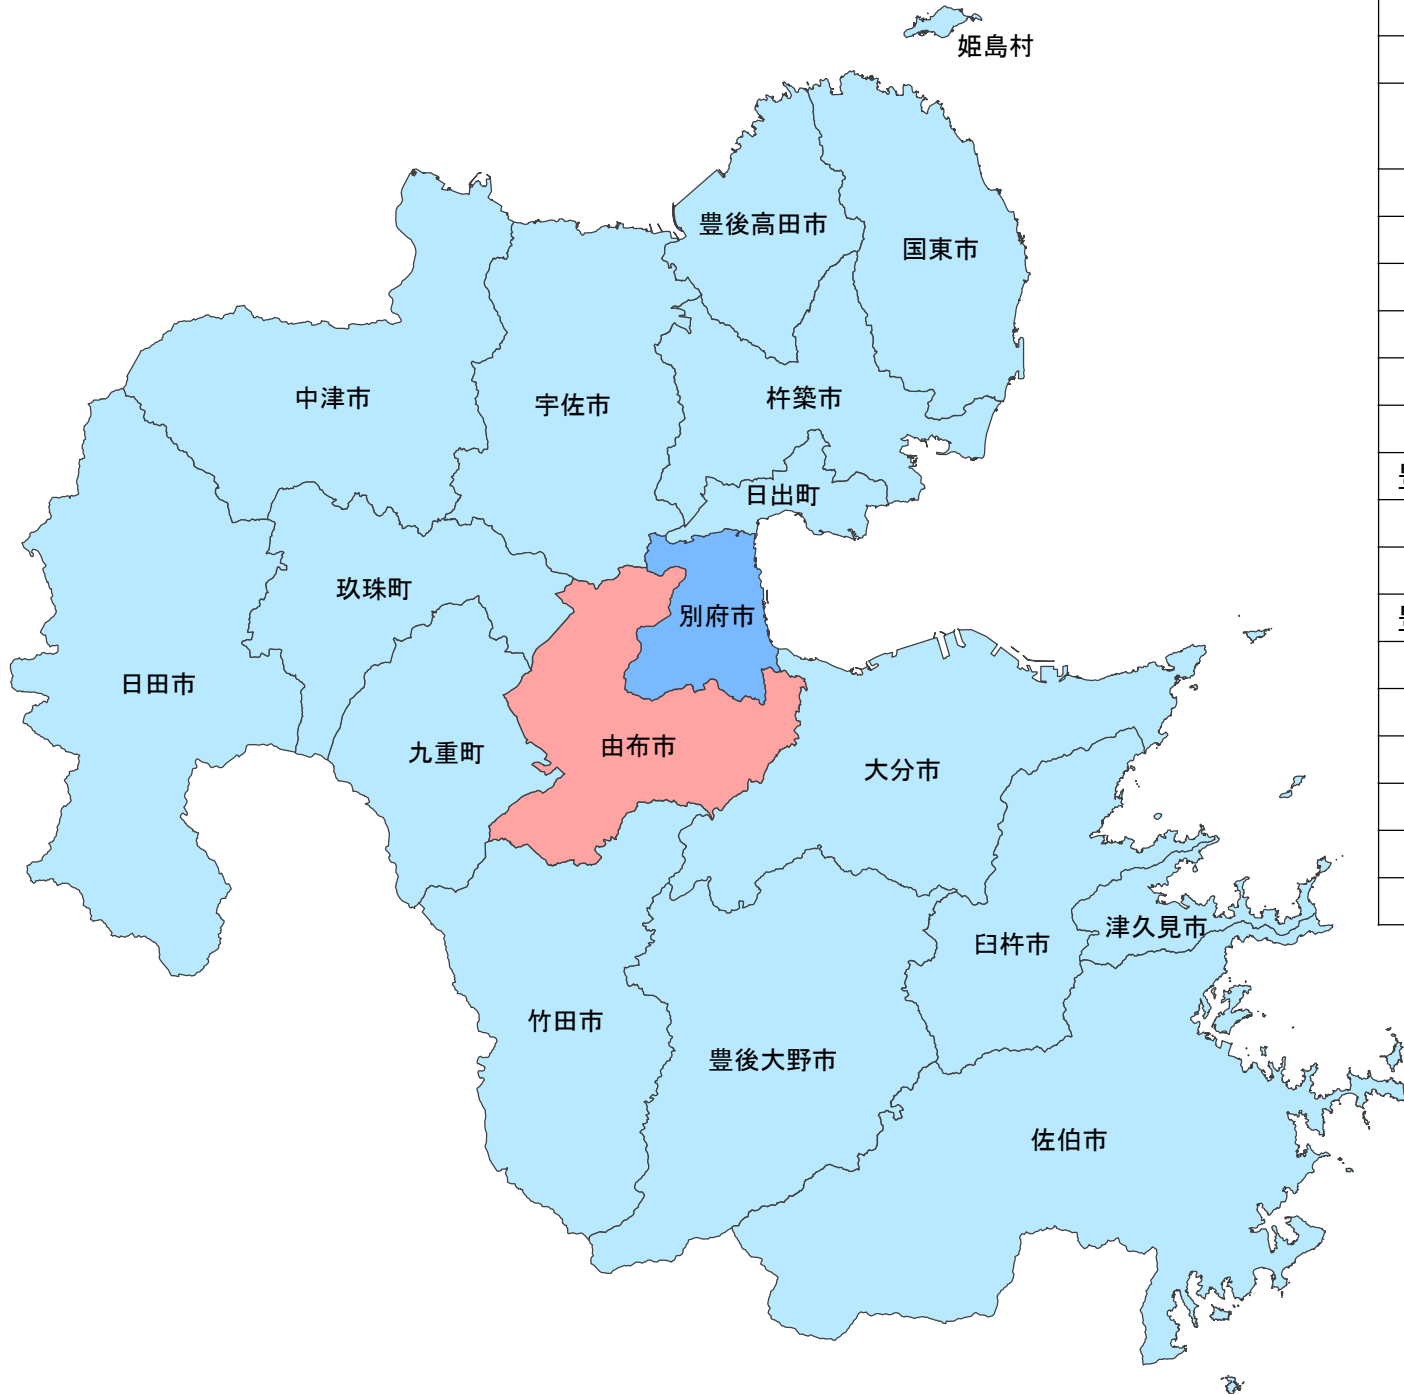 姫島村
豊後高田市
国東市
中津市
宇佐市
杵築市
日出町
玖珠町
別府市
日田市
由布市
九重町
大分市
津久見市
臼杵市
竹田市
豊後大野市
佐伯市